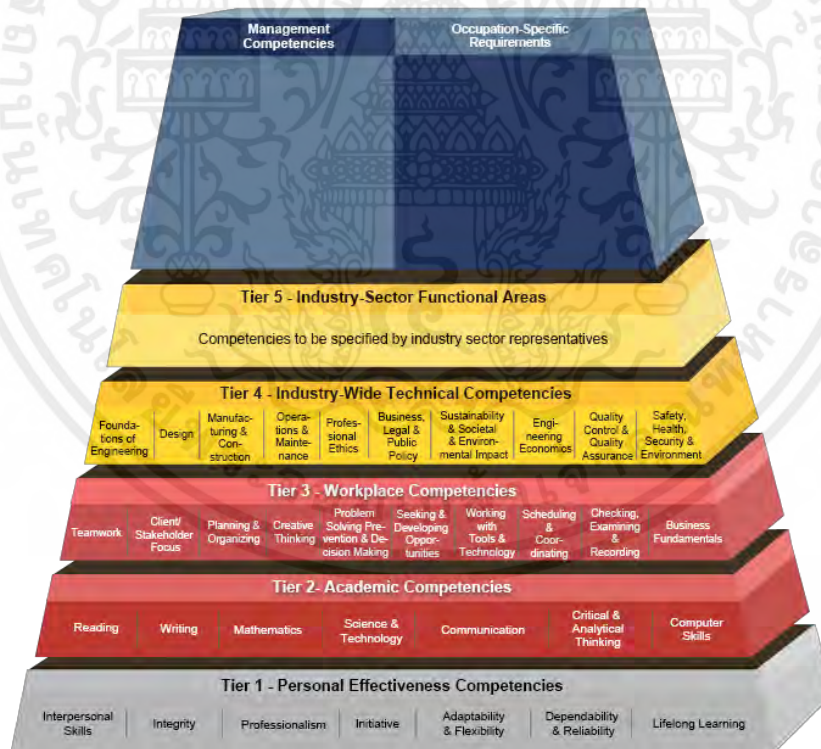 Management
Competencies
Occupation-Specific
Requirements
Tier 5 - Industry-Sector Functional Areas
Competencies to be specified by industry sector representatives
Tier 4 - Industry-Wide Technical Competencies
Founda-
tions of
Engineering
Design
Manufac-
turing &
Con-
struction
Opera-
tions &
Mainte-
nance
Profes-
sional
Ethics
Business,
Legal &
Public
Policy
Sustainability
& Societal
& Environ-
mental Impact
Engi-
neering
Economics
Quality
Control &
Quality
Assurance
Safety,
Health,
Security &
Environment
Tier 3 - Workplace Competencies
Teamwork
Client/
Stakeholder
Focus
Planning &
Organizing
Creative
Thinking
Problem
Solving Pre-
vention & De-
cision Making
Seeking &
Developing
Oppor-
tunities
Working
with
Tools &
Technology
Scheduling
&
Coor-
dinating
Checking,
Examining
&
Recording
Business
Fundamentals
Tier 2- Academic Competencies
Reading
Writing
Mathematics
Science &
Technology
Communication
Critical &
Analytical
Thinking
Computer
Skills
Tier 1 - Personal Effectiveness Competencies
Interpersonal
Skills
Integrity
Professionalism
Initiative
Adaptability
& Flexibility
Dependability
& Reliability
Lifelong Learning